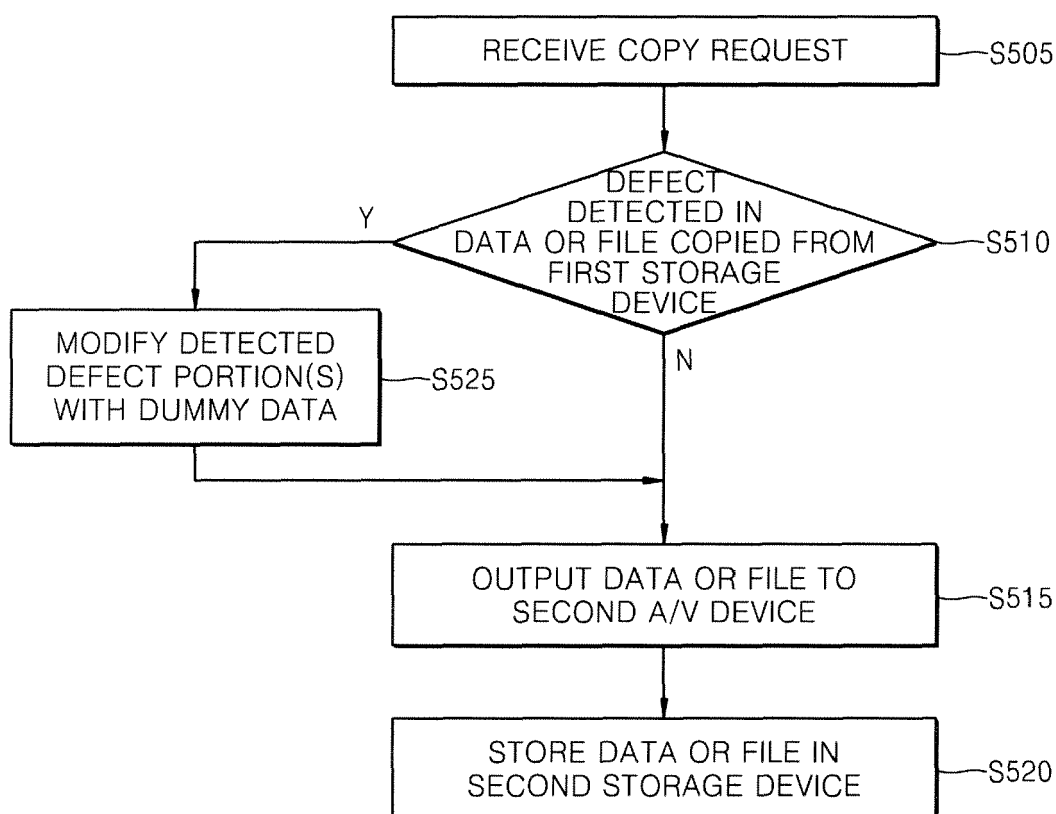 RECEIVE COPY REQUEST
S505
DEFECT
DETECTED IN
DATA OR FILE COPIED FROM
FIRST STORAGE
DEVICE
S510
Y
N
MODIFY DETECTED
DEFECT PORTION(S)
WITH DUMMY DATA
S525
OUTPUT DATA OR FILE TO
SECOND A/V DEVICE
S515
STORE DATA OR FILE IN
SECOND STORAGE DEVICE
S520